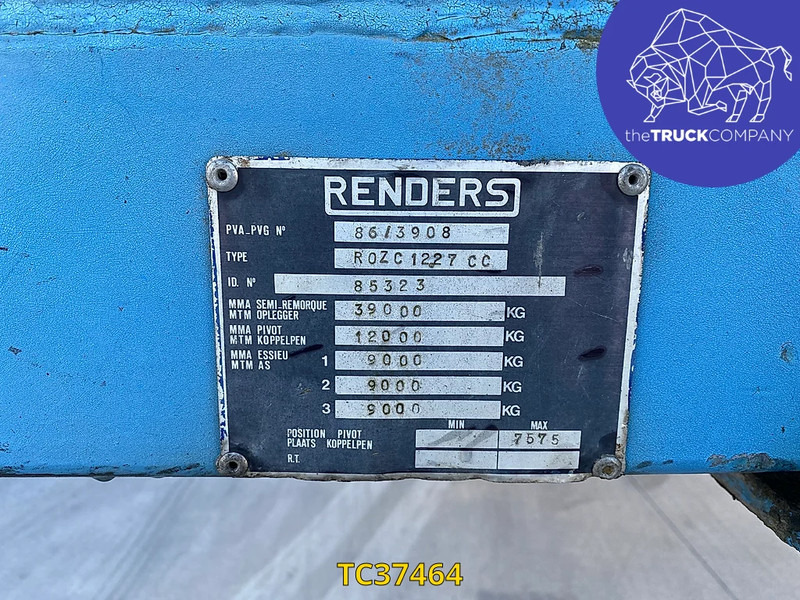 theTRUCKCOMPANY
RENDERS
PVA_PVG N° 86/3908
TYPE ROZC1227 CC
ID. N° 85323
MMA SEMI-REMORQUE
MTM OPLEGGER 39000 KG
MMA PIVOT
MTM KOPPELPEN 12000 KG
MMA ESSIEU
MTM AS 1 9000 KG
2 9000 KG
3 9000 KG
MIN MAX
POSITION PIVOT
PLAATS KOPPELPEN 7575
R.T.
TC37464